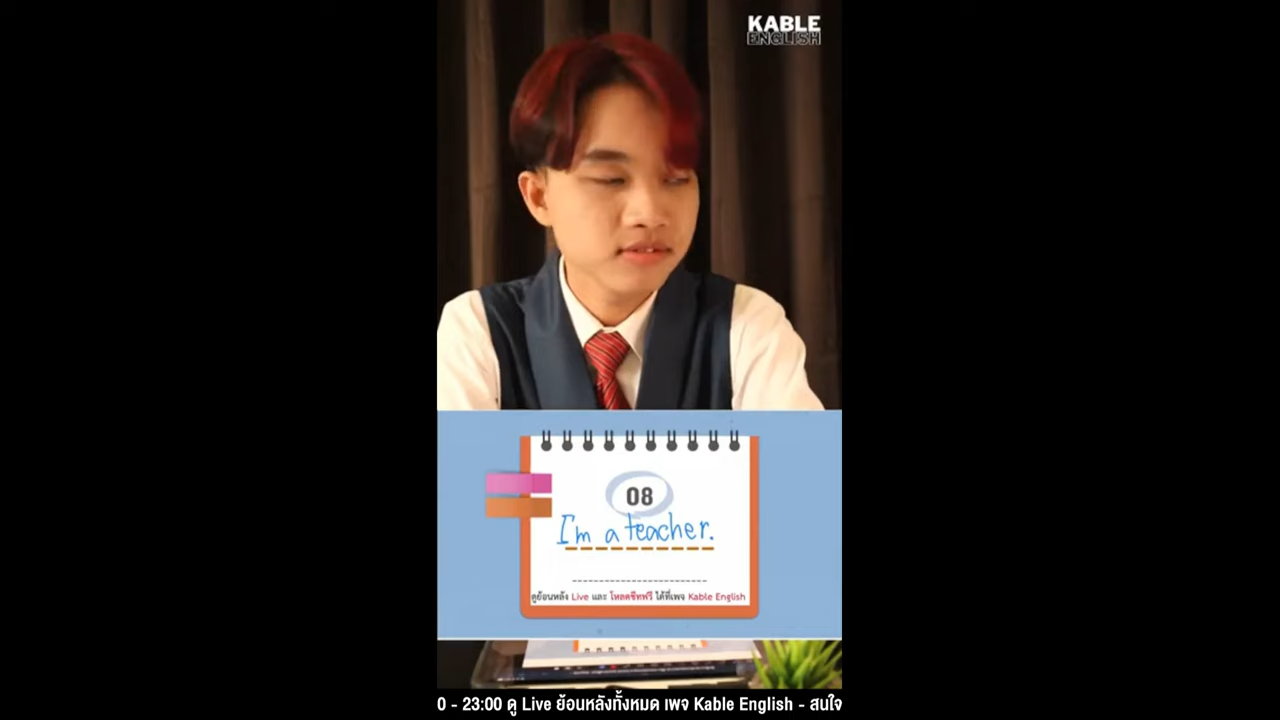 KABLE
ENGLISH
08
I'm a teacher.
ดูย้อนหลัง Live และ โหลดชีทฟรี ได้ที่เพจ Kable English
0 - 23:00 ดู Live ย้อนหลังทั้งหมด เพจ Kable English - สนใจ